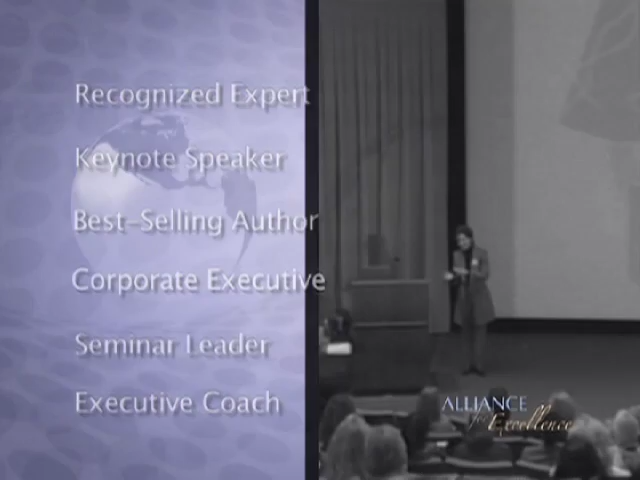 Recognized Expert
Keynote Speaker
Best-Selling Author
Corporate Executive
Seminar Leader
Executive Coach
ALLIANCE
for Excellence